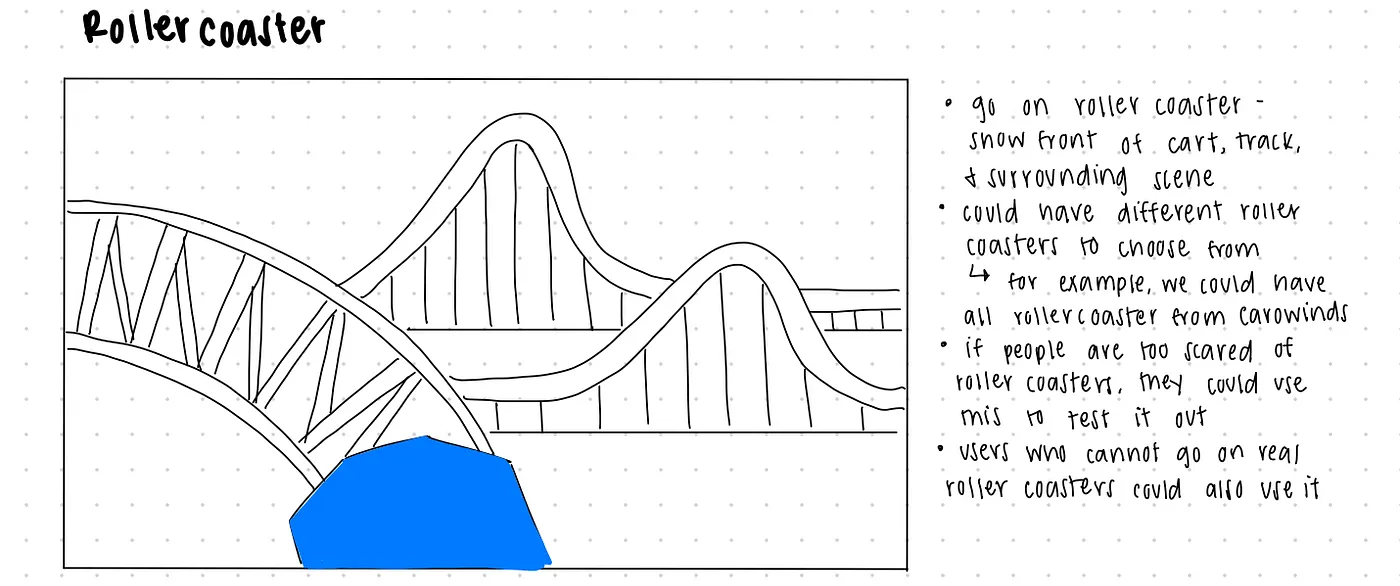 Roller coaster
• go on roller coaster -
show front of cart, track,
& surrounding scene
• could have different roller
coasters to choose from
↳ for example, we could have
all rollercoaster from carowinds
• if people are too scared of
roller coasters, they could use
this to test it out
• users who cannot go on real
roller coasters could also use it